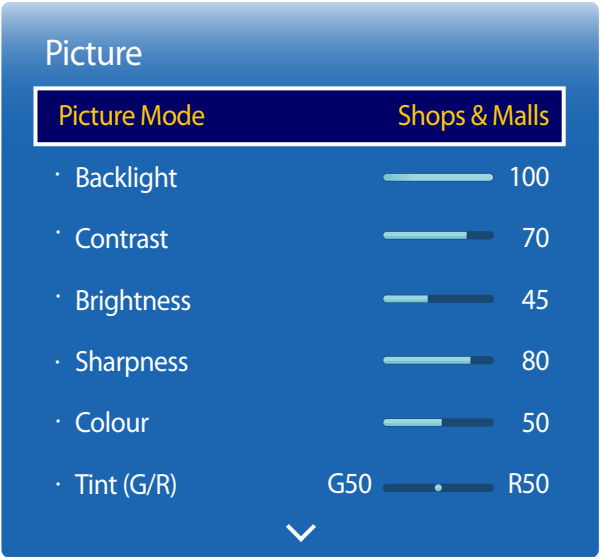 Picture
Picture Mode Shops & Malls
· Backlight 100
· Contrast 70
· Brightness 45
· Sharpness 80
· Colour 50
· Tint (G/R) G50 R50